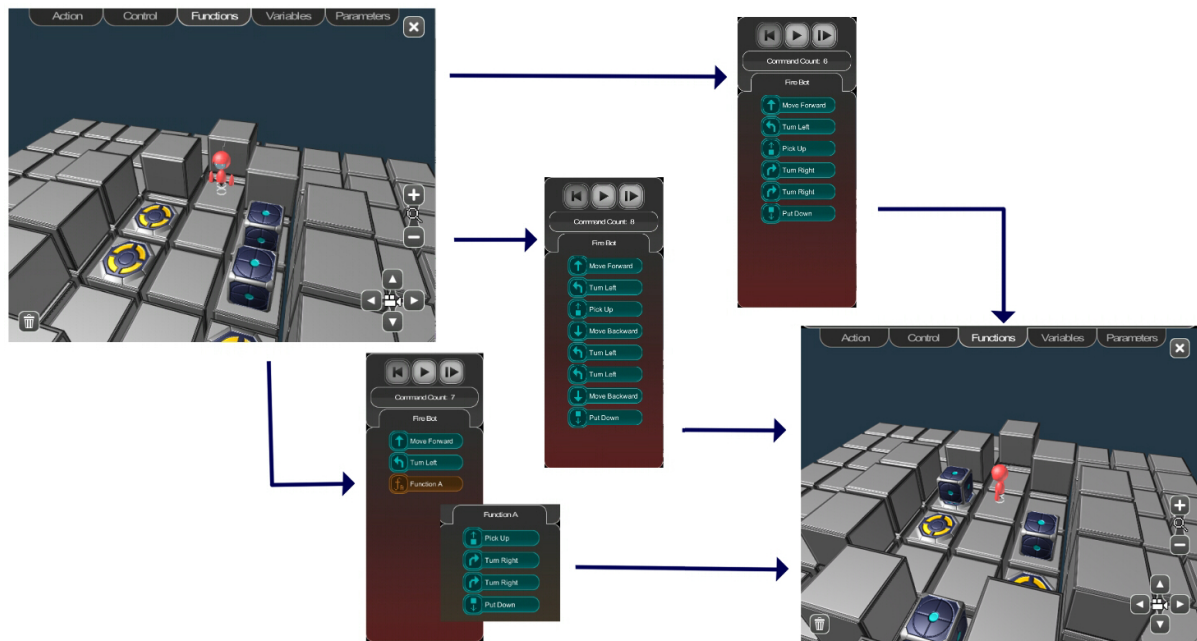 Action Control Functions Variables Parameters
Command Count: 6
Fire Bot
Move Forward
Turn Left
Pick Up
Turn Right
Turn Right
Put Down
Command Count: 8
Fire Bot
Move Forward
Turn Left
Pick Up
Move Backward
Turn Left
Turn Left
Move Backward
Put Down
Command Count: 7
Fire Bot
Move Forward
Turn Left
Function A
Function A
Pick Up
Turn Right
Turn Right
Put Down
Action Control Functions Variables Parameters